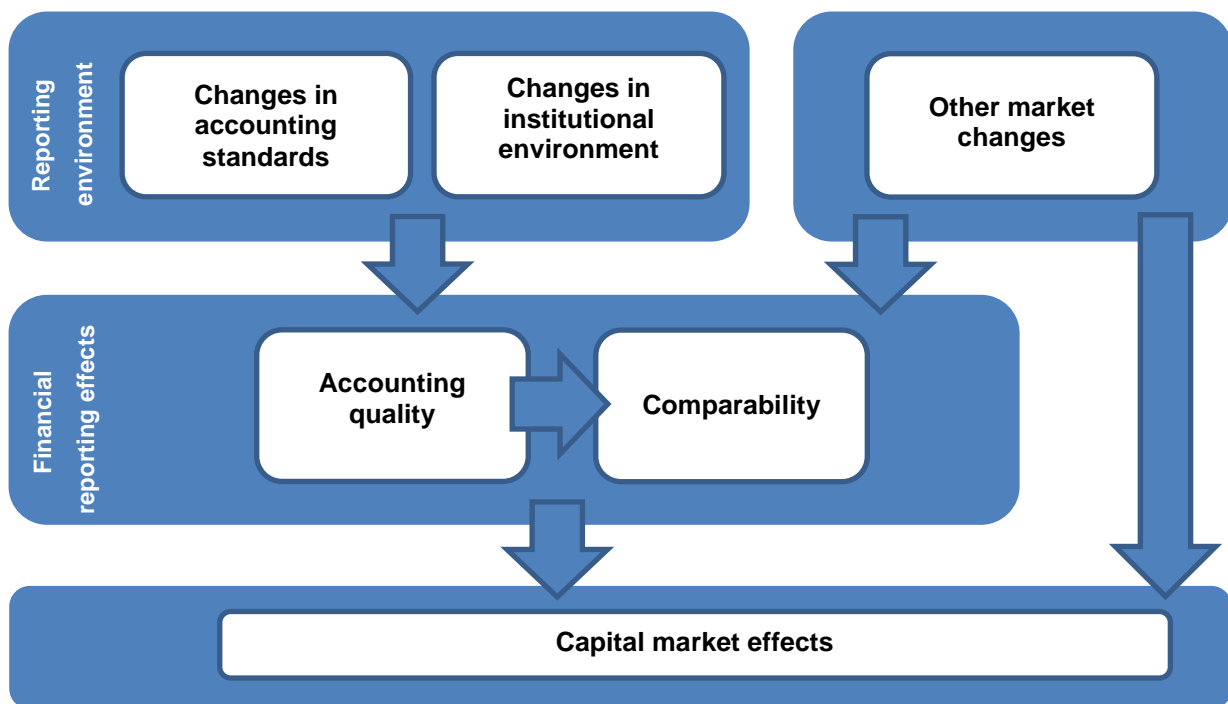 Reporting
environment
Changes in
accounting
standards
Changes in
institutional
environment
Other market
changes
Financial
reporting effects
Accounting
quality
Comparability
Capital market effects